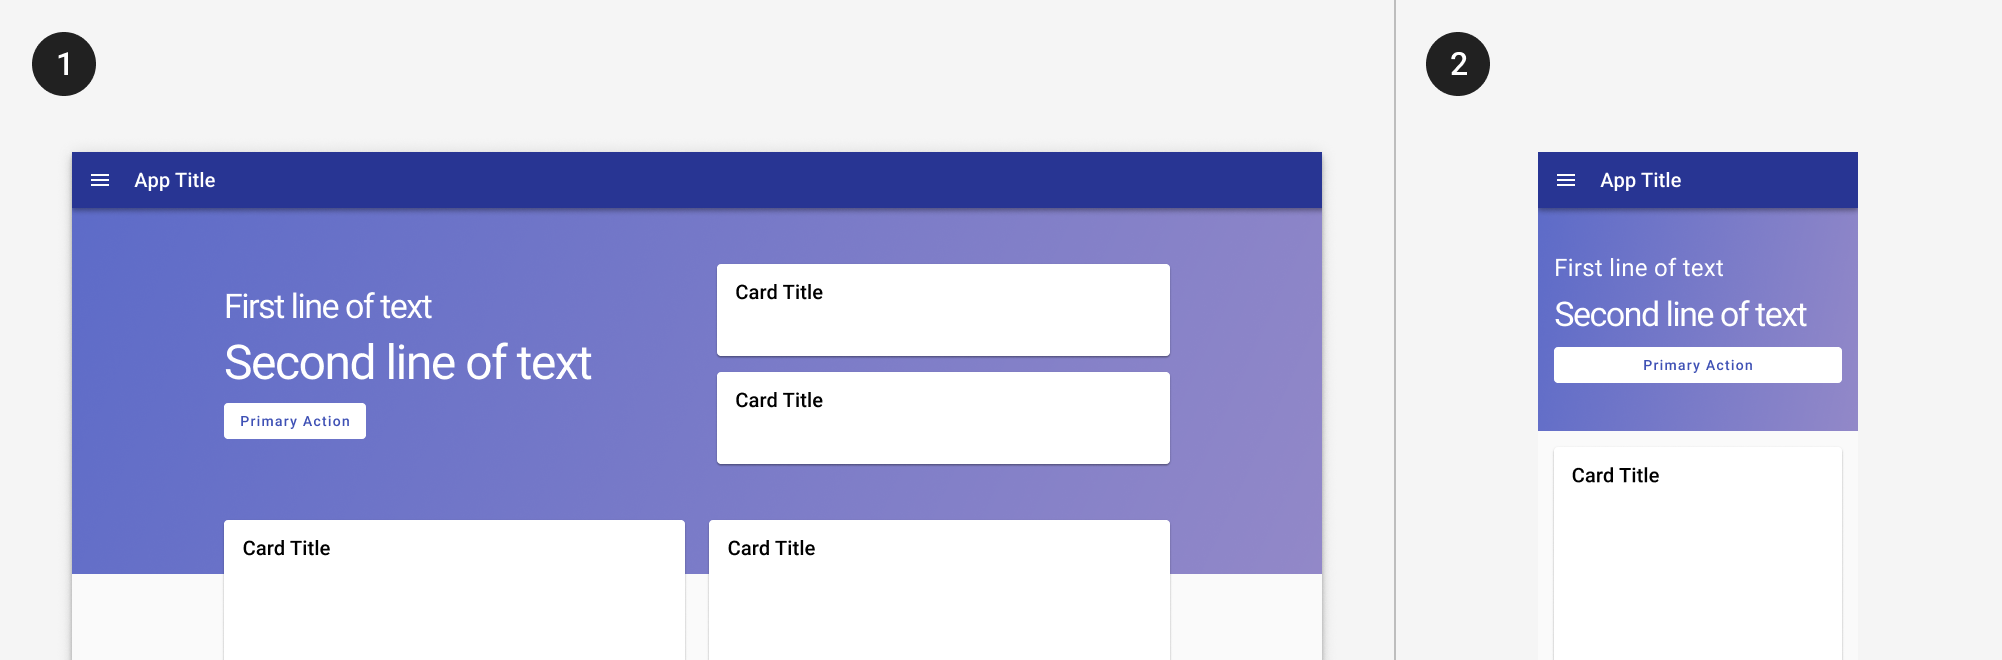 1
App Title
First line of text
Second line of text
Primary Action
Card Title
Card Title
Card Title
Card Title
2
App Title
First line of text
Second line of text
Primary Action
Card Title